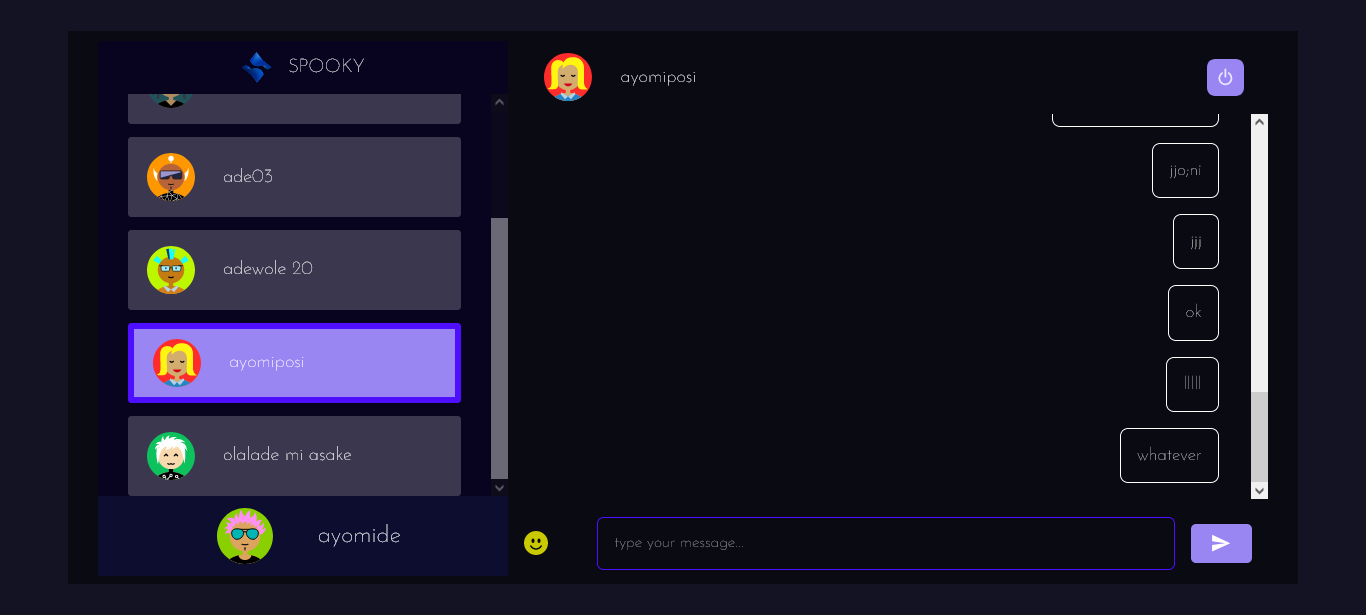 SPOOKY
ade03
adewole 20
ayomiposi
olalade mi asake
ayomide
ayomiposi
jjo;ni
jjj
ok
whatever
type your message...